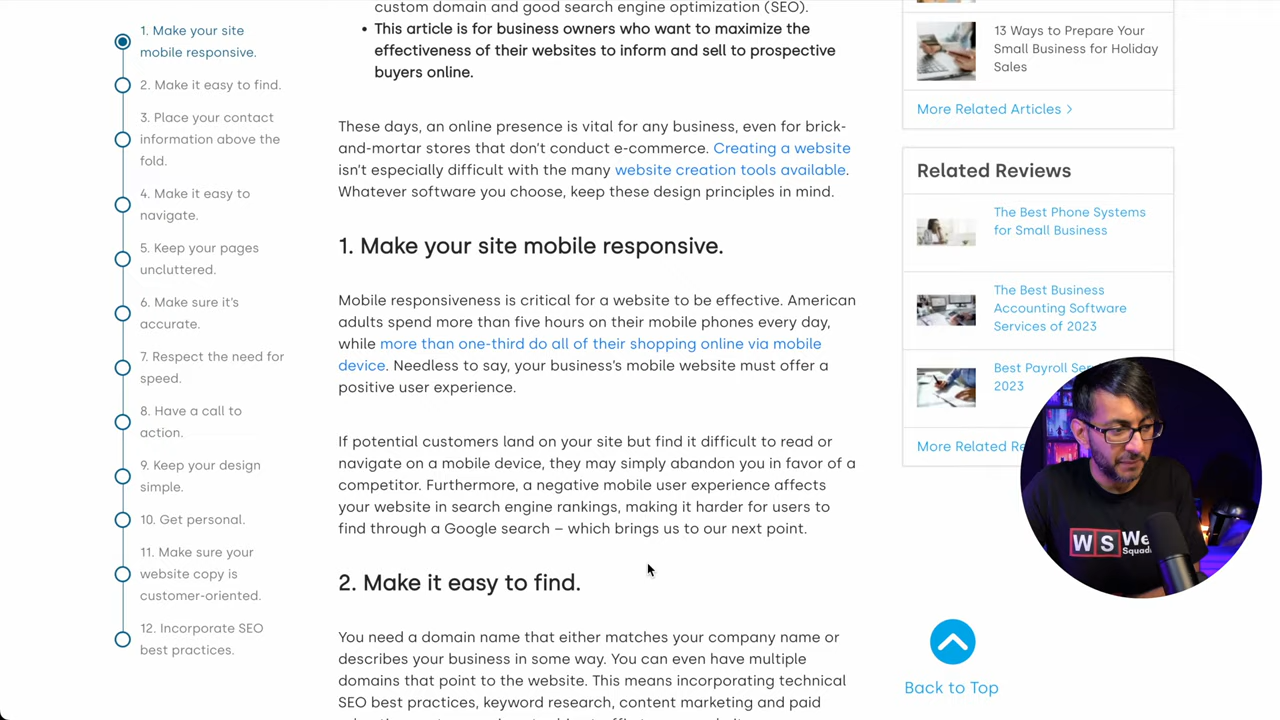 1. Make your site
mobile responsive.
2. Make it easy to find.
3. Place your contact
information above the
fold.
4. Make it easy to
navigate.
5. Keep your pages
uncluttered.
6. Make sure it's
accurate.
7. Respect the need for
speed.
8. Have a call to
action.
9. Keep your design
simple.
10. Get personal.
11. Make sure your
website copy is
customer-oriented.
12. Incorporate SEO
best practices.
custom domain and good search engine optimization (SEO).
• This article is for business owners who want to maximize the
effectiveness of their websites to inform and sell to prospective
buyers online.
These days, an online presence is vital for any business, even for brick-
and-mortar stores that don't conduct e-commerce. Creating a website
isn't especially difficult with the many website creation tools available.
Whatever software you choose, keep these design principles in mind.
1. Make your site mobile responsive.
Mobile responsiveness is critical for a website to be effective. American
adults spend more than five hours on their mobile phones every day,
while more than one-third do all of their shopping online via mobile
device. Needless to say, your business's mobile website must offer a
positive user experience.
If potential customers land on your site but find it difficult to read or
navigate on a mobile device, they may simply abandon you in favor of a
competitor. Furthermore, a negative mobile user experience affects
your website in search engine rankings, making it harder for users to
find through a Google search – which brings us to our next point.
2. Make it easy to find.
You need a domain name that either matches your company name or
describes your business in some way. You can even have multiple
domains that point to the website. This means incorporating technical
SEO best practices, keyword research, content marketing and paid
13 Ways to Prepare Your
Small Business for Holiday
Sales
More Related Articles >
Related Reviews
The Best Phone Systems
for Small Business
The Best Business
Accounting Software
Services of 2023
Best Payroll
2023
More Related
W S We
Squad
Back to Top